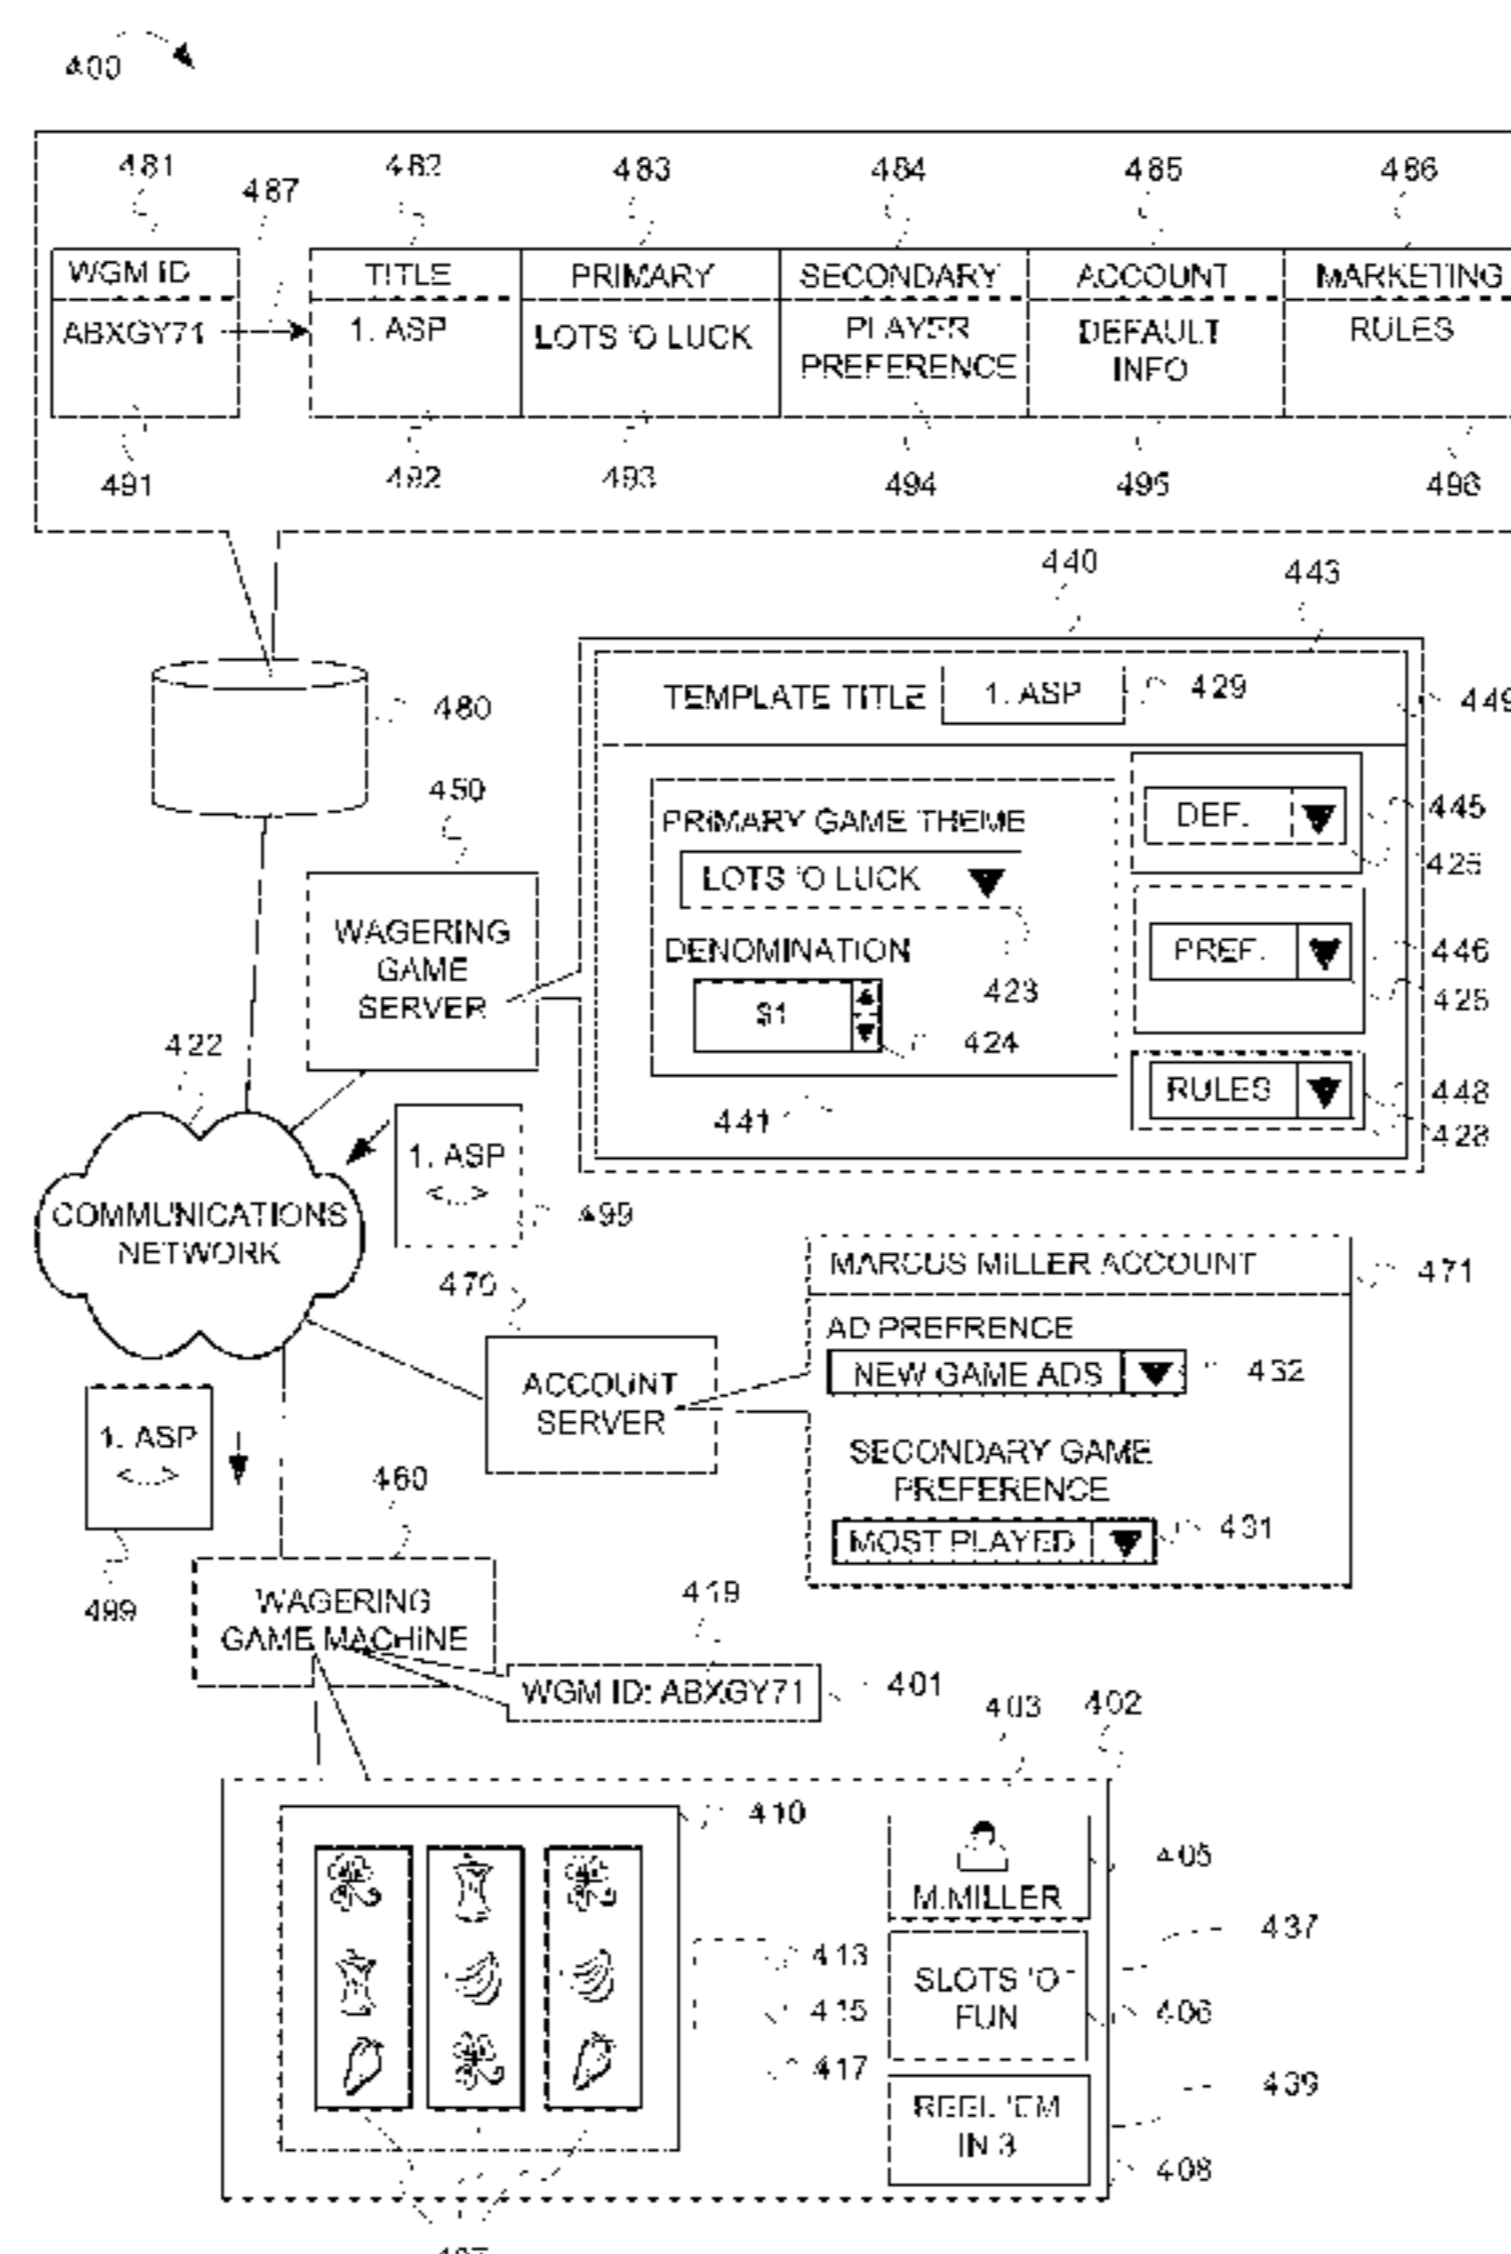 400
481
487
482
483
484
485
486
WGM ID
TITLE
PRIMARY
SECONDARY
ACCOUNT
MARKETING
ABXGY71
1. ASP
LOTS 'O LUCK
PLAYER
PREFERENCE
DEFAULT
INFO
RULES
491
492
493
494
495
496
440
443
480
TEMPLATE TITLE
1. ASP
429
449
450
PRIMARY GAME THEME
LOTS 'O LUCK
DEF.
445
425
WAGERING
GAME
SERVER
DENOMINATION
$1
423
424
PREF.
446
426
422
441
RULES
448
428
1. ASP
<...>
499
COMMUNICATIONS
NETWORK
470
MARCUS MILLER ACCOUNT
471
AD PREFRENCE
NEW GAME ADS
432
ACCOUNT
SERVER
1. ASP
<...>
499
SECONDARY GAME
PREFERENCE
MOST PLAYED
431
460
WAGERING
GAME MACHINE
419
WGM ID: ABXGY71
401
403
402
410
M.MILLER
405
413
415
417
SLOTS 'O
FUN
437
406
REEL 'EM
IN 3
439
408